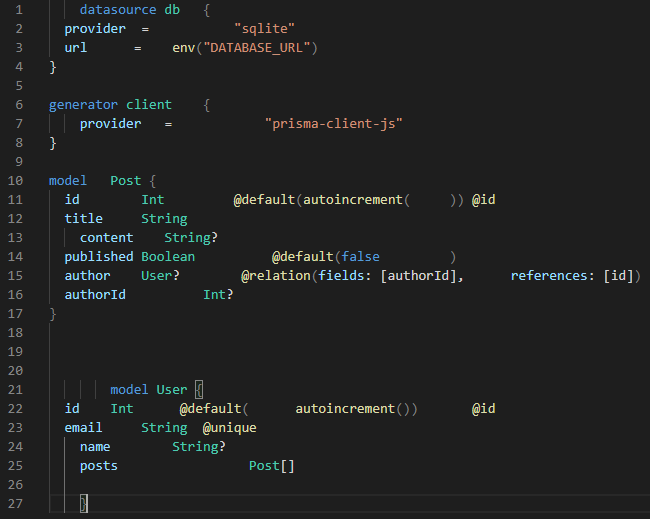 1 datasource db {
2 provider = "sqlite"
3 url = env("DATABASE_URL")
4 }
5
6 generator client {
7 provider = "prisma-client-js"
8 }
9
10 model Post {
11 id Int @default(autoincrement( )) @id
12 title String
13 content String?
14 published Boolean @default(false )
15 author User? @relation(fields: [authorId], references: [id])
16 authorId Int?
17 }
18
19
20
21 model User {
22 id Int @default( autoincrement()) @id
23 email String @unique
24 name String?
25 posts Post[]
26
27 }